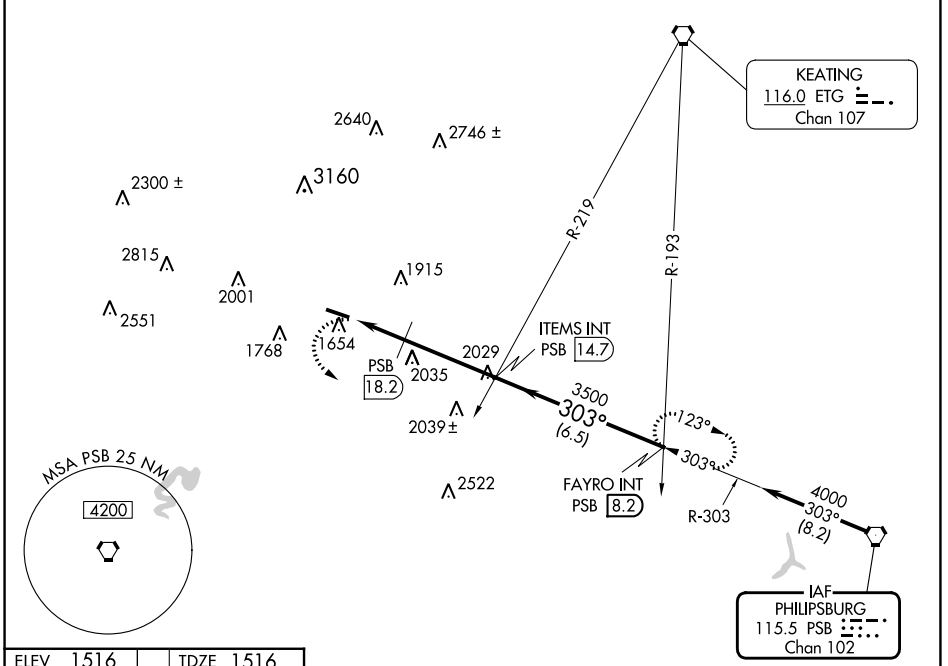 KEATING
116.0 ETG
Chan 107
2640
2746 ±
3160
2300 ±
R-219
R-193
2815
1915
2001
2551
ITEMS INT
PSB 14.7
1654
1768
PSB
18.2
2035
2029
3500
303°
(6.5)
2039±
123°
303°
MSA PSB 25 NM
4200
2522
FAYRO INT
PSB 8.2
R-303
4000
303°
(8.2)
IAF
PHILIPSBURG
115.5 PSB
Chan 102
ELEV 1516 TDZE 1516